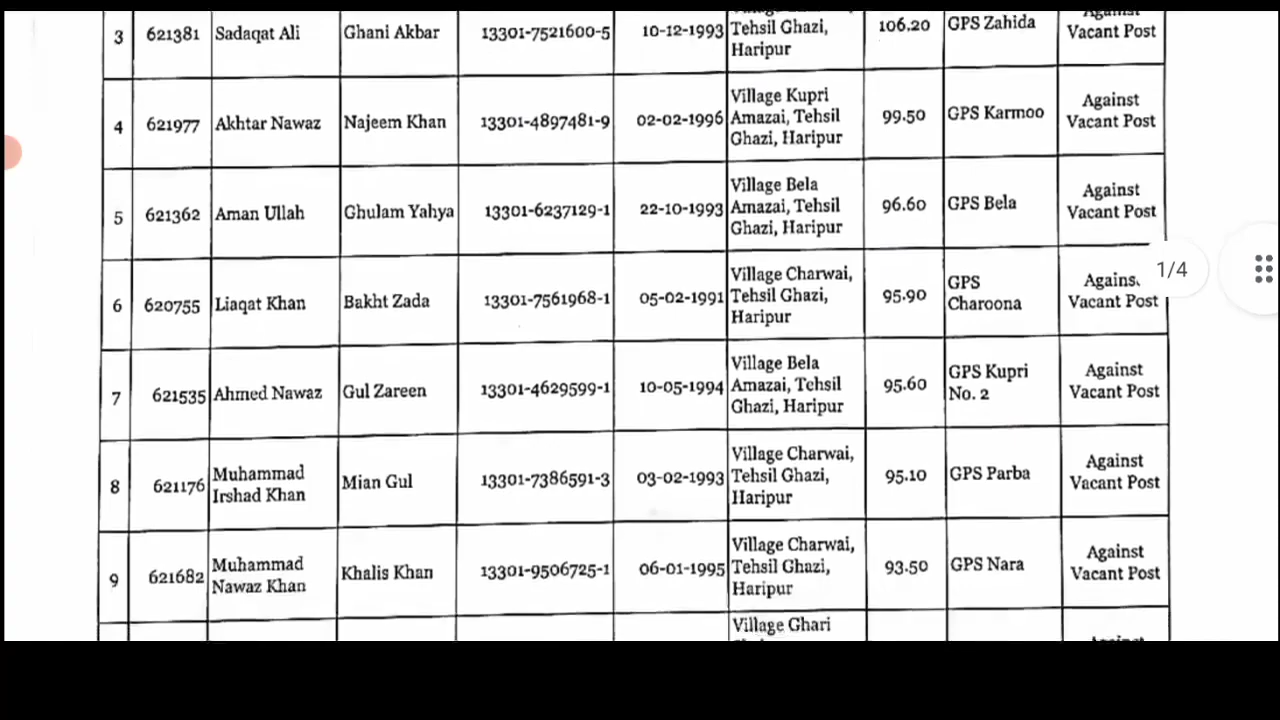 3 621381 Sadaqat Ali Ghani Akbar 13301-7521600-5 10-12-1993 Tehsil Ghazi, Haripur 106.20 GPS Zahida Against Vacant Post
4 621977 Akhtar Nawaz Najeem Khan 13301-4897481-9 02-02-1996 Village Kupri Amazai, Tehsil Ghazi, Haripur 99.50 GPS Karmoo Against Vacant Post
5 621362 Aman Ullah Ghulam Yahya 13301-6237129-1 22-10-1993 Village Bela Amazai, Tehsil Ghazi, Haripur 96.60 GPS Bela Against Vacant Post
6 620755 Liaqat Khan Bakht Zada 13301-7561968-1 05-02-1991 Village Charwai, Tehsil Ghazi, Haripur 95.90 GPS Charoona Against Vacant Post
1/4
7 621535 Ahmed Nawaz Gul Zareen 13301-4629599-1 10-05-1994 Village Bela Amazai, Tehsil Ghazi, Haripur 95.60 GPS Kupri No. 2 Against Vacant Post
8 621176 Muhammad Irshad Khan Mian Gul 13301-7386591-3 03-02-1993 Village Charwai, Tehsil Ghazi, Haripur 95.10 GPS Parba Against Vacant Post
9 621682 Muhammad Nawaz Khan Khalis Khan 13301-9506725-1 06-01-1995 Village Charwai, Tehsil Ghazi, Haripur 93.50 GPS Nara Against Vacant Post
Village Ghari